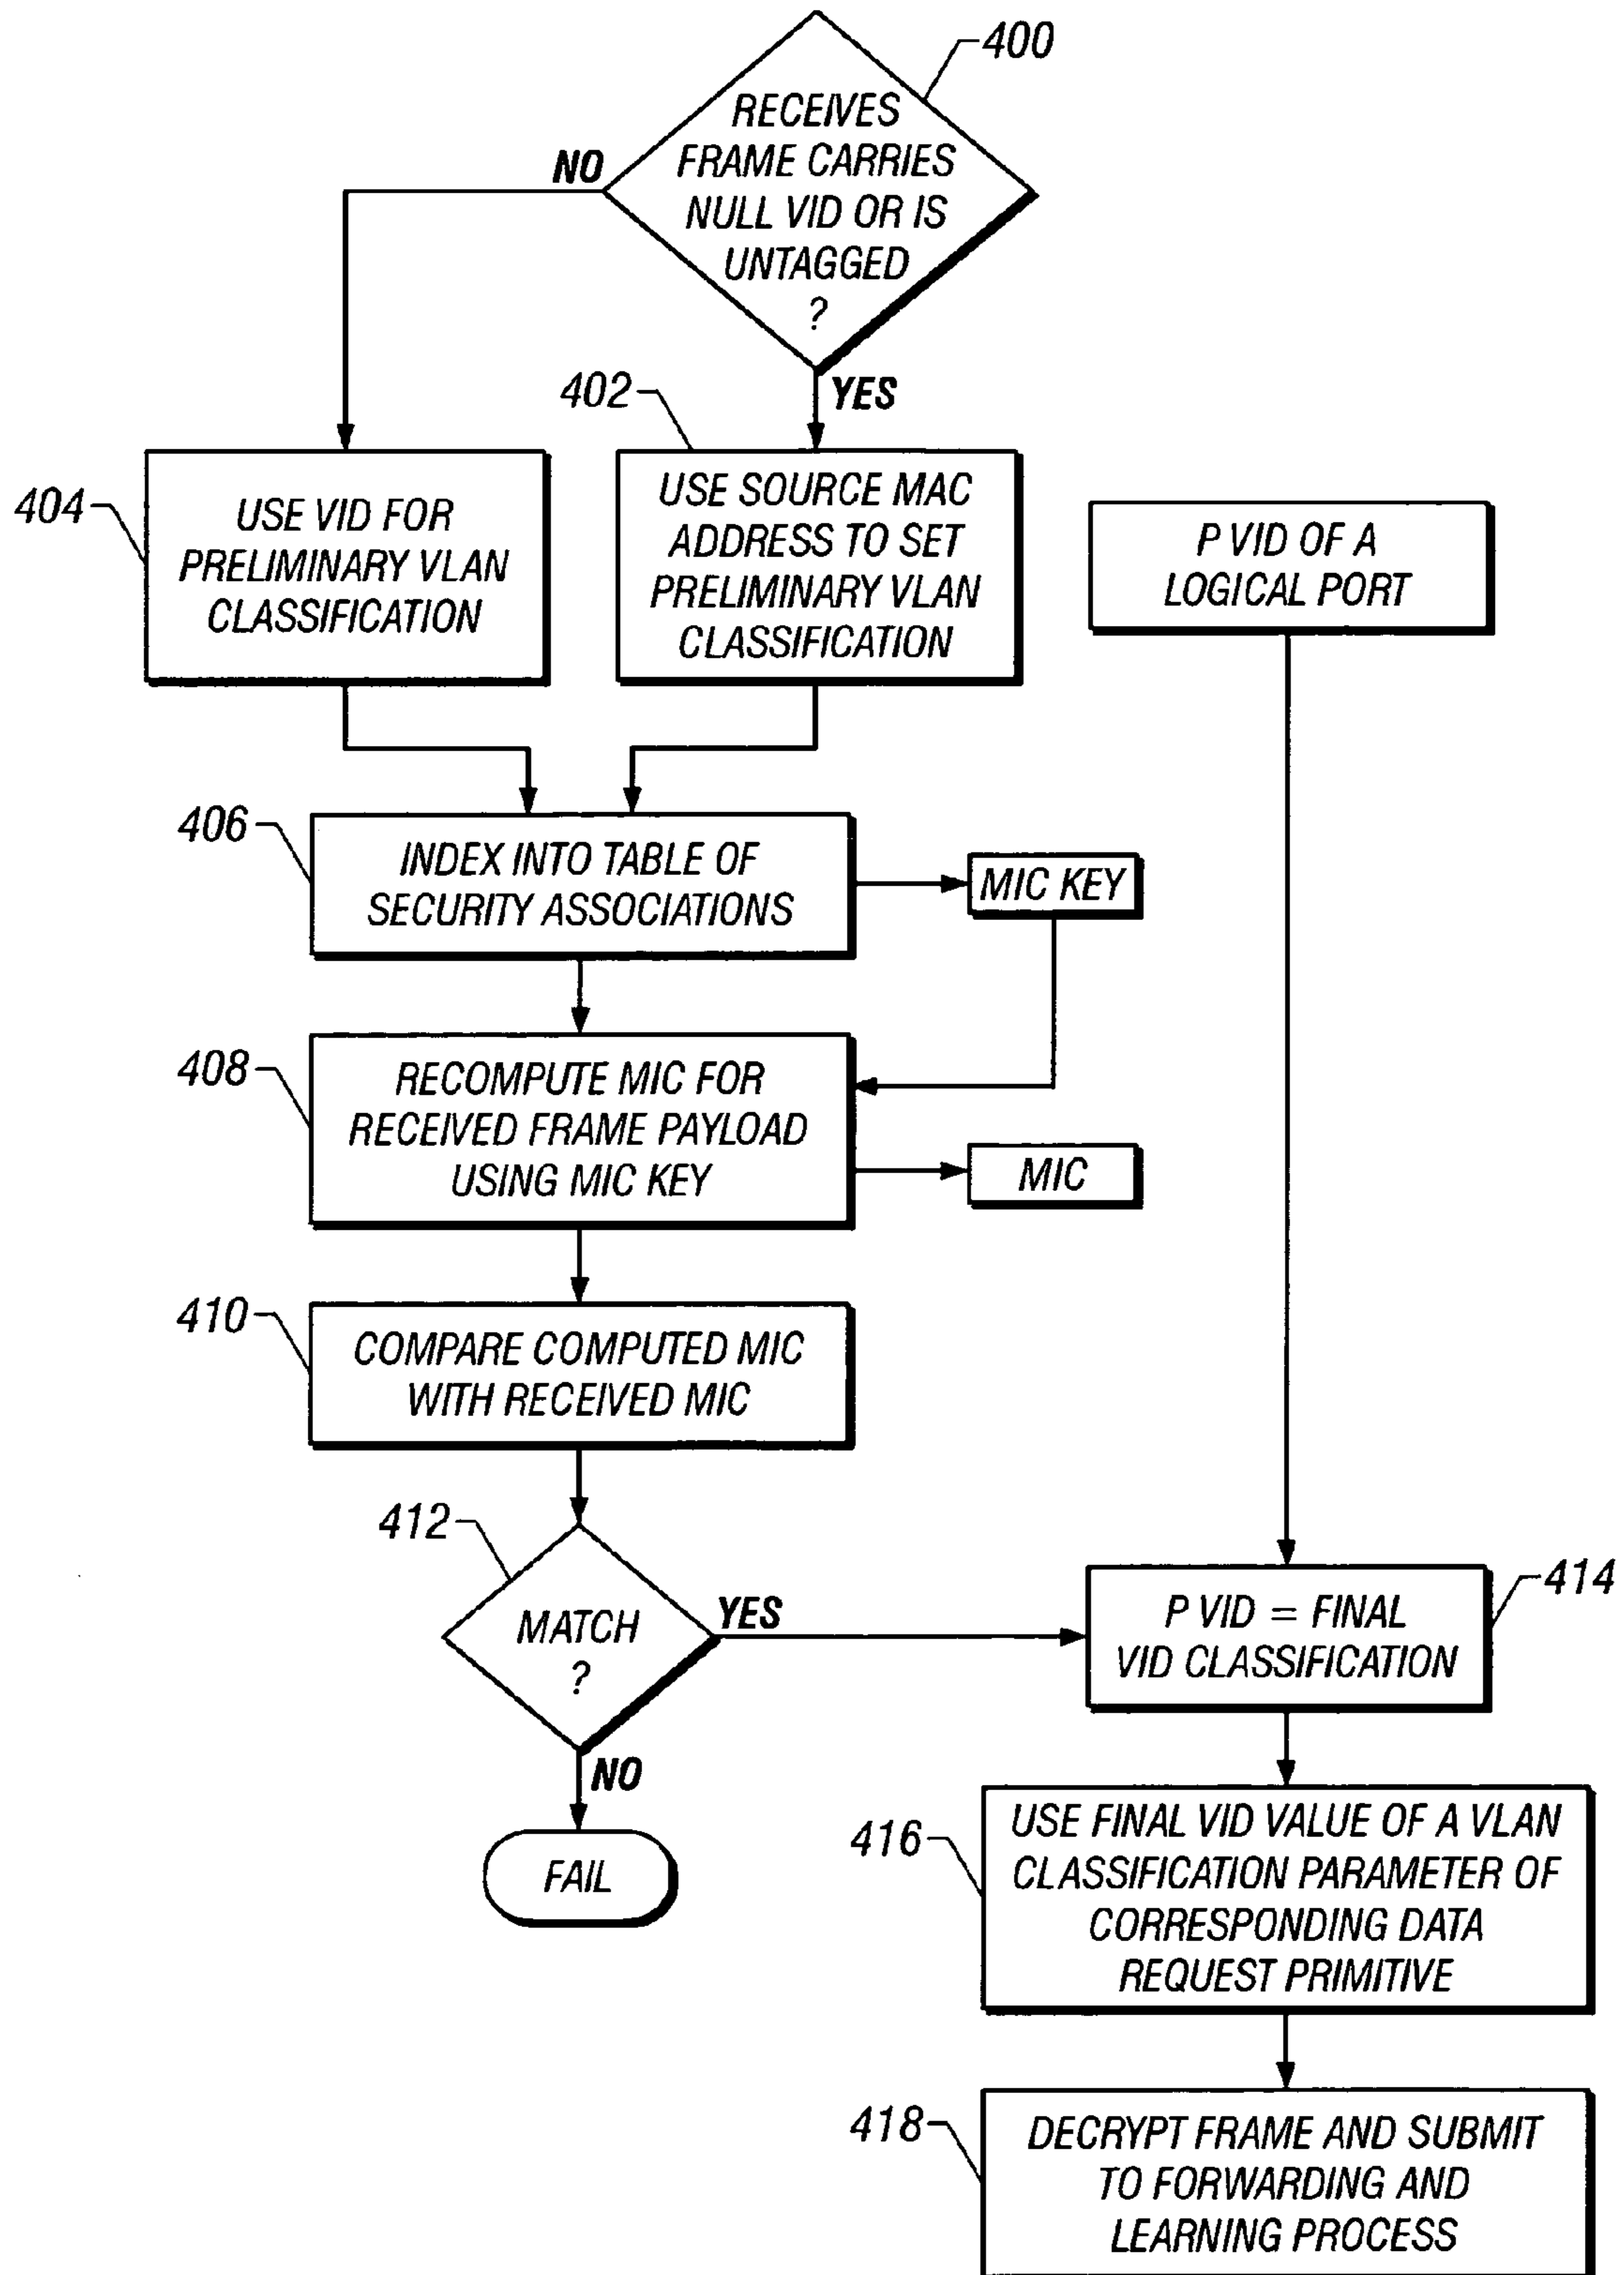 400
RECEIVES
FRAME CARRIES
NULL VID OR IS
UNTAGGED
?
NO
YES
402
404
USE VID FOR
PRELIMINARY VLAN
CLASSIFICATION
USE SOURCE MAC
ADDRESS TO SET
PRELIMINARY VLAN
CLASSIFICATION
P VID OF A
LOGICAL PORT
406
INDEX INTO TABLE OF
SECURITY ASSOCIATIONS
MIC KEY
408
RECOMPUTE MIC FOR
RECEIVED FRAME PAYLOAD
USING MIC KEY
MIC
410
COMPARE COMPUTED MIC
WITH RECEIVED MIC
412
MATCH
?
YES
NO
FAIL
414
P VID = FINAL
VID CLASSIFICATION
416
USE FINAL VID VALUE OF A VLAN
CLASSIFICATION PARAMETER OF
CORRESPONDING DATA
REQUEST PRIMITIVE
418
DECRYPT FRAME AND SUBMIT
TO FORWARDING AND
LEARNING PROCESS